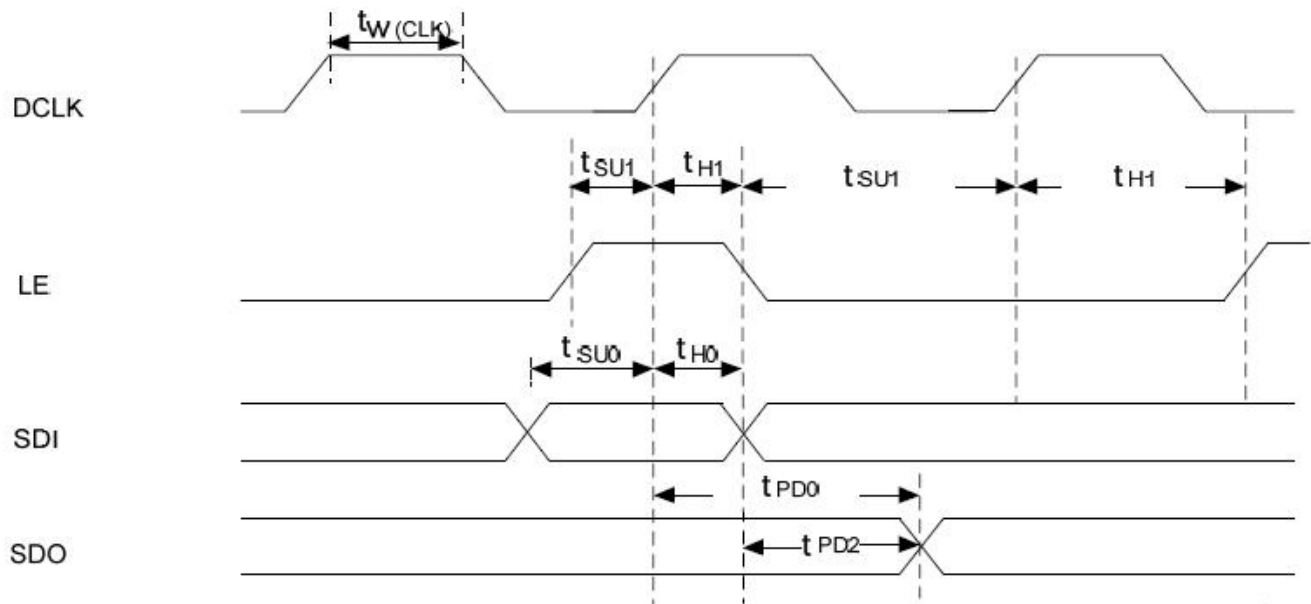 tW(CLK)
DCLK
tSU1 tH1 tSU1 tH1
LE
tSU0 tH0
SDI
tPD0
SDO tPD2